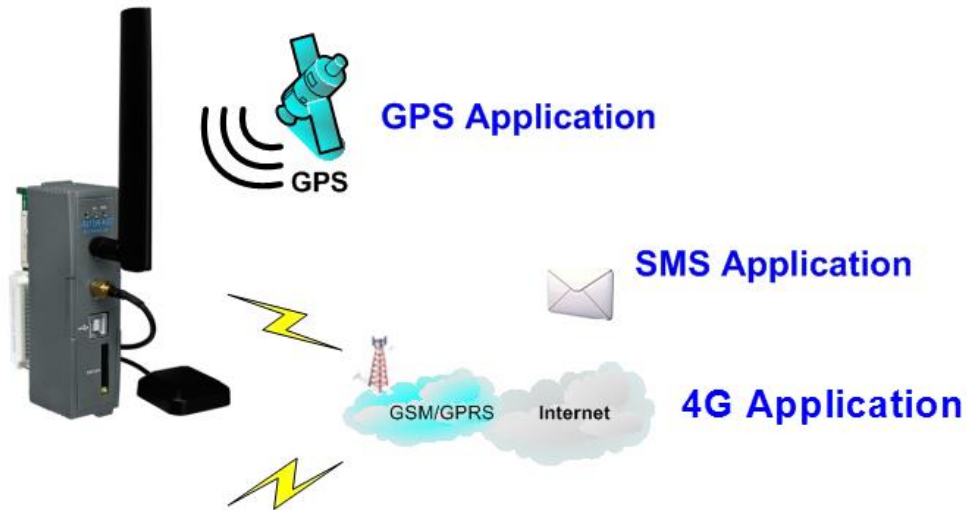 GPS Application
GPS
SMS Application
GSM/GPRS
Internet
4G Application